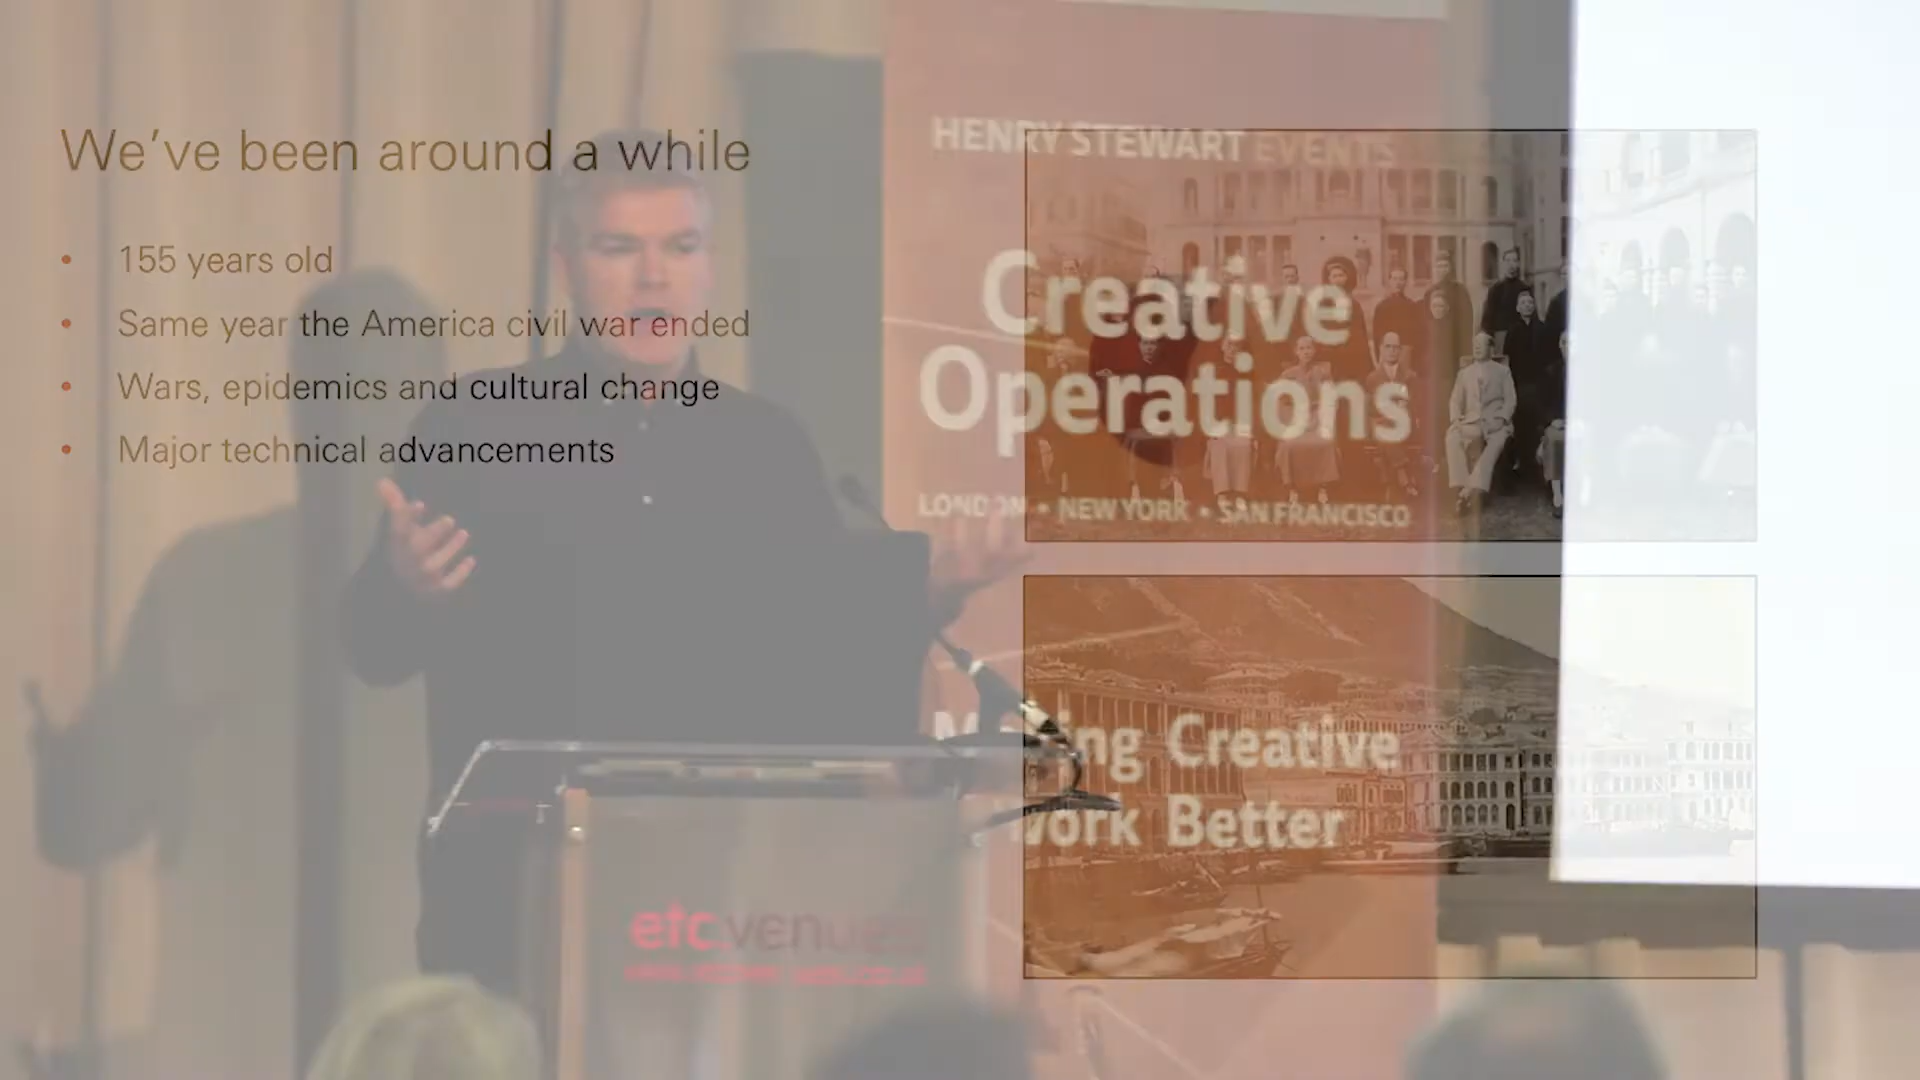 We've been around a while
• 155 years old
• Same year the America civil war ended
• Wars, epidemics and cultural change
• Major technical advancements
HENRY STEWART EVENTS
Creative
Operations
LONDON • NEW YORK • SAN FRANCISCO
Creative
Work Better
etc.venues